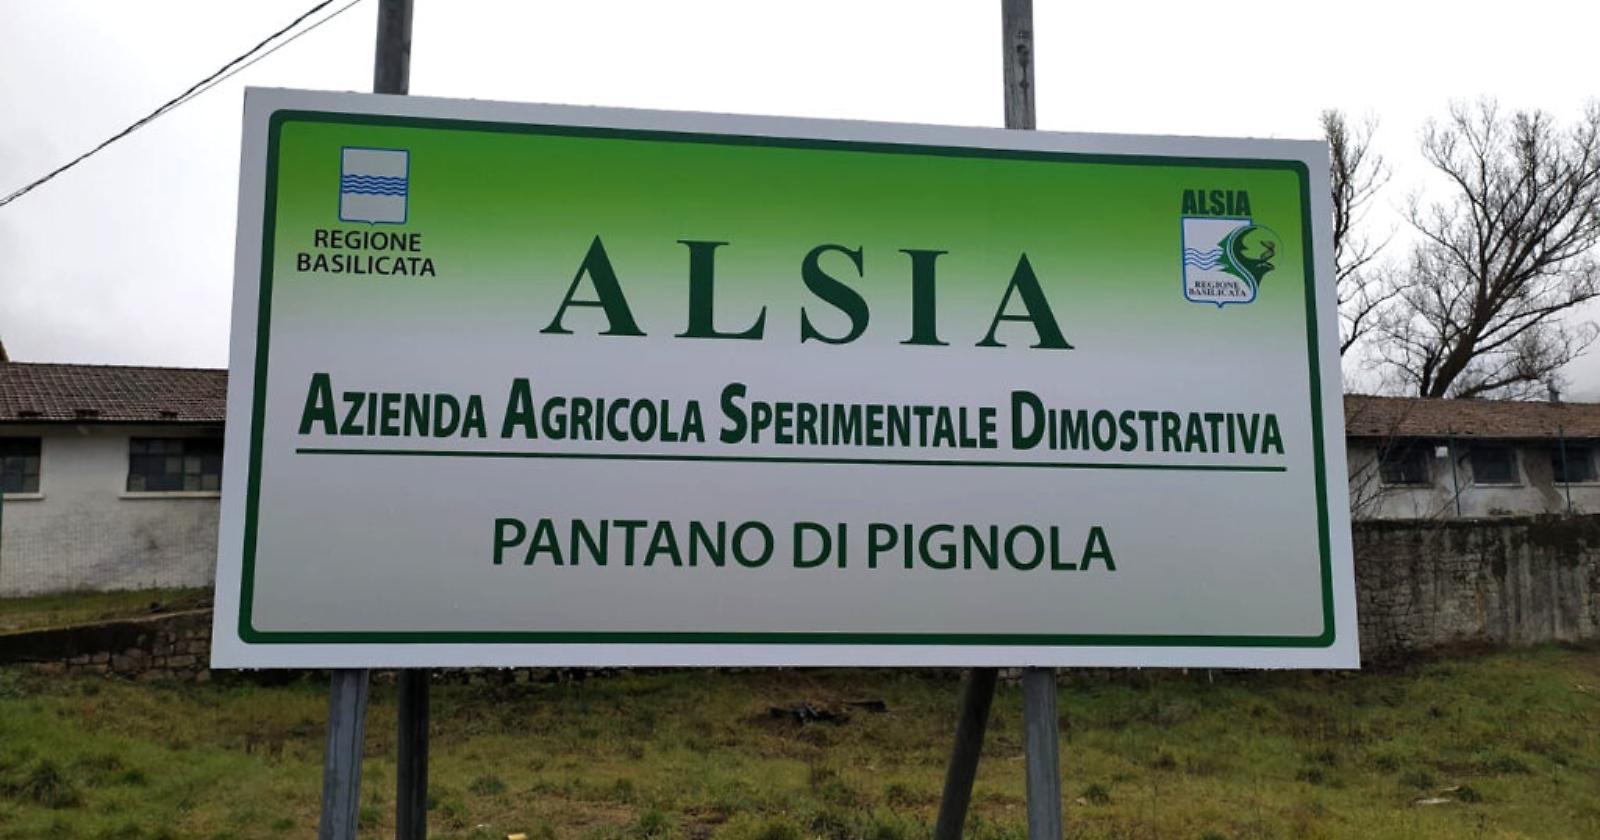 REGIONE
BASILICATA
ALSIA
REGIONE
BASILICATA
ALSIA
AZIENDA AGRICOLA SPERIMENTALE DIMOSTRATIVA
PANTANO DI PIGNOLA